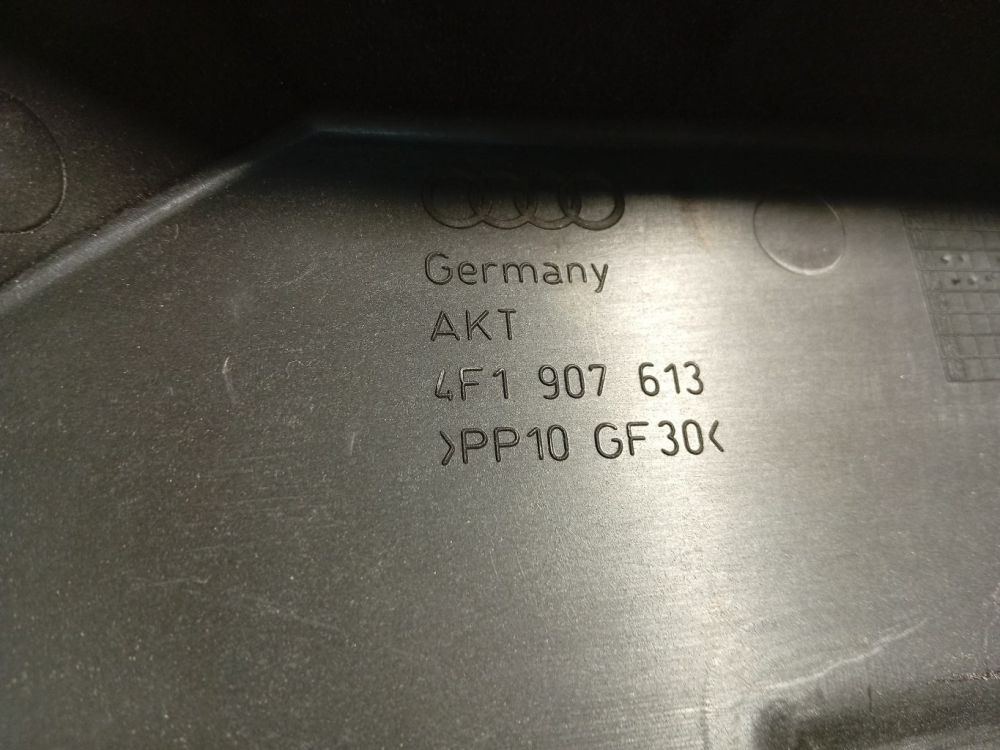 Germany
AKT
4F1 907 613
>PP10 GF30<